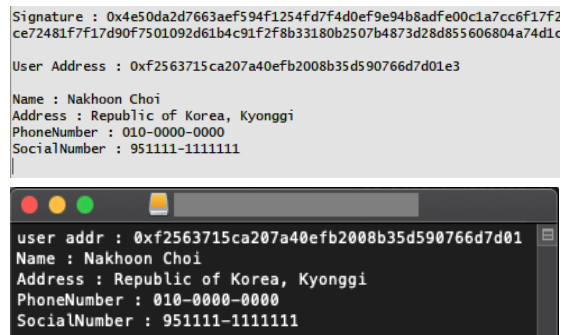 Signature : 0x4e50da2d7663aef594f1254fd7f4d0ef9e94b8adfe00c1a7cc6f17f2
ce72481f7f17d90f7501092d61b4c91f2f8b33180b2507b4873d28d855606804a74d1c
User Address : 0xf2563715ca207a40efb2008b35d590766d7d01e3
Name : Nakhoon Choi
Address : Republic of Korea, Kyonggi
PhoneNumber : 010-0000-0000
SocialNumber : 951111-1111111
user addr : 0xf2563715ca207a40efb2008b35d590766d7d01
Name : Nakhoon Choi
Address : Republic of Korea, Kyonggi
PhoneNumber : 010-0000-0000
SocialNumber : 951111-1111111